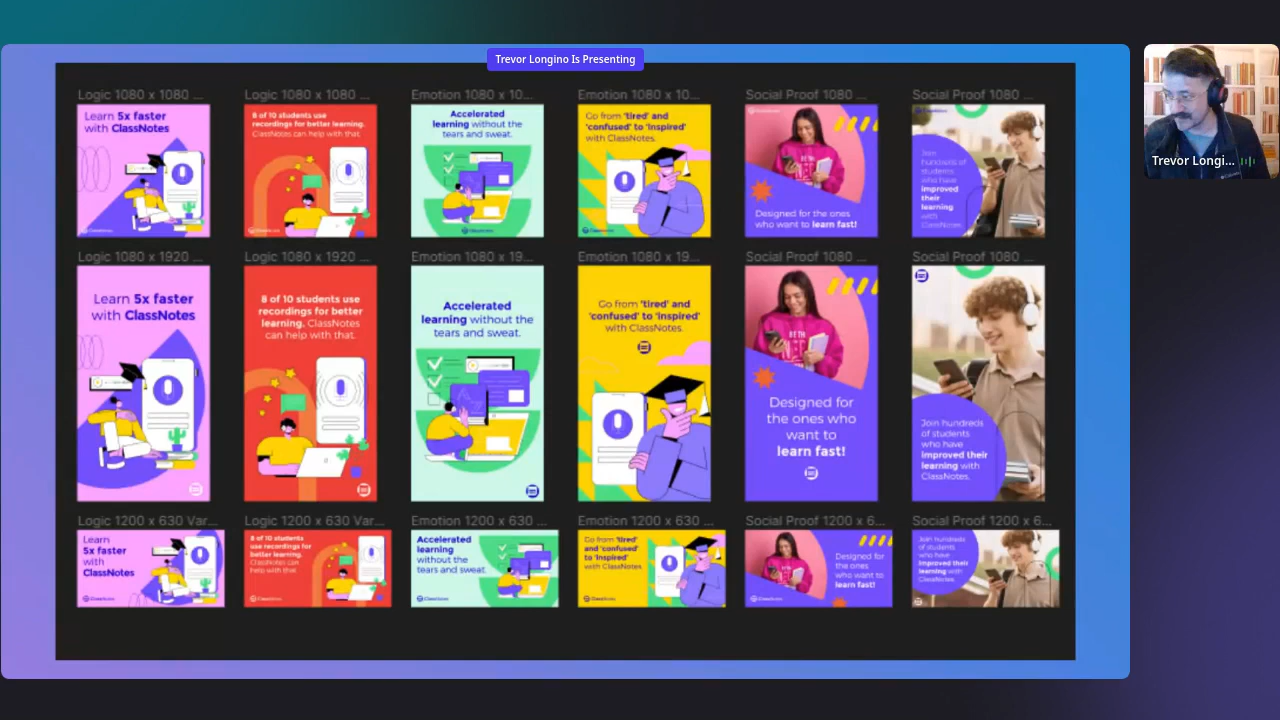 Trevor Longino Is Presenting
Logic 1080 x 1080 ...
Logic 1080 x 1080 ...
Emotion 1080 x 10...
Emotion 1080 x 10...
Social Proof 1080 ...
Social Proof 1080 ...
Learn 5x faster
with ClassNotes
8 of 10 students use
recordings for better learning.
ClassNotes can help with that.
Accelerated
learning without the
tears and sweat.
Go from 'tired' and
'confused' to 'Inspired'
with ClassNotes.
Designed for the ones
who want to learn fast!
Join
hundreds of
students
who have
improved
their
learning
with
ClassNotes.
Trevor Longi...
Logic 1080 x 1920 ...
Logic 1080 x 1920 ...
Emotion 1080 x 19...
Emotion 1080 x 19...
Social Proof 1080 ...
Social Proof 1080 ...
Learn 5x faster
with ClassNotes
8 of 10 students use
recordings for better
learning. ClassNotes
can help with that.
Accelerated
learning without the
tears and sweat.
Go from 'tired' and
'confused' to 'Inspired'
with ClassNotes.
Designed for
the ones who
want to
learn fast!
Join hundreds
of students
who have
improved their
learning with
ClassNotes.
Logic 1200 x 630 Var...
Logic 1200 x 630 Var...
Emotion 1200 x 630 ...
Emotion 1200 x 630 ...
Social Proof 1200 x 6...
Social Proof 1200 x 6...
Learn
5x faster
with
ClassNotes
8 of 10 students
use recordings for
better learning.
ClassNotes can
help with that.
Accelerated
learning
without the
tears and sweat.
Go from 'tired'
and 'confused'
to 'Inspired'
with ClassNotes
Designed for
the ones
who want to
learn fast!
Join hundreds
of students
who have
improved their
learning with
ClassNotes.
ClassNotes
ClassNotes
ClassNotes
ClassNotes